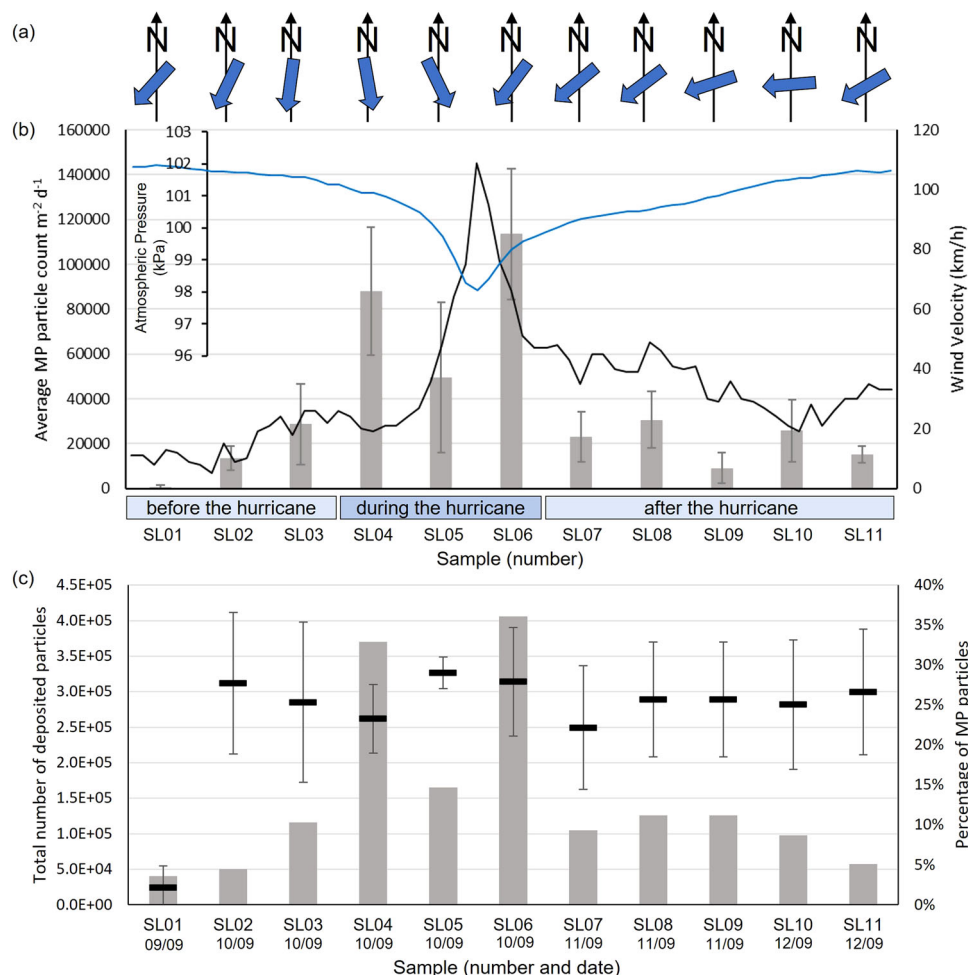 (a)
N N N N N N N N N N N
(b)
160000
140000
120000
100000
80000
60000
40000
20000
0
Average MP particle count m-2 d-1
103
102
101
100
99
98
97
96
Atmospheric Pressure
(kPa)
120
100
80
60
40
20
0
Wind Velocity (km/h)
before the hurricane during the hurricane after the hurricane
SL01 SL02 SL03 SL04 SL05 SL06 SL07 SL08 SL09 SL10 SL11
Sample (number)
(c)
4.5E+05
4.0E+05
3.5E+05
3.0E+05
2.5E+05
2.0E+05
1.5E+05
1.0E+05
5.0E+04
0.0E+00
Total number of deposited particles
40%
35%
30%
25%
20%
15%
10%
5%
0%
Percentage of MP particles
SL01 SL02 SL03 SL04 SL05 SL06 SL07 SL08 SL09 SL10 SL11
09/09 10/09 10/09 10/09 10/09 10/09 11/09 11/09 11/09 12/09 12/09
Sample (number and date)